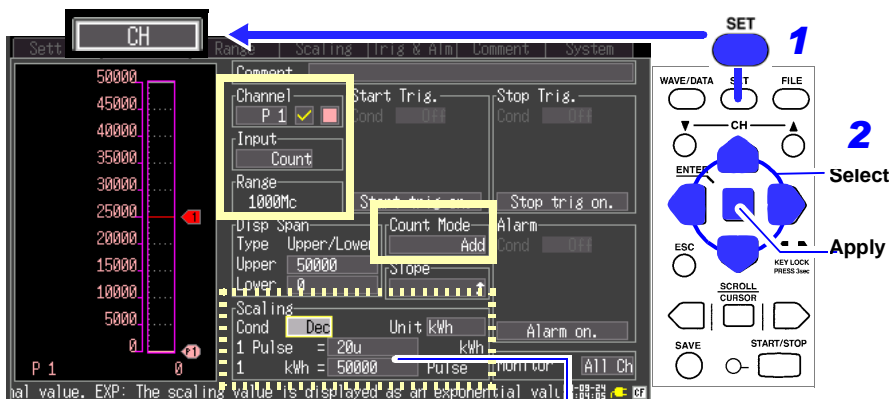 SET
1
CH
Sett
Range
Scaling
Trig & Alm
Comment
System
WAVE/DATA
SET
FILE
CH
2
ENTER
Select
Apply
ESC
KEY LOCK
PRESS 3sec
SCROLL
CURSOR
SAVE
START/STOP
50000
45000
40000
35000
30000
25000
20000
15000
10000
5000
0
1
P1
P 1
0
Comment
Channel
P 1
Input
Count
Range
1000Mc
Start Trig.
Cond OFF
Start trig on.
Stop Trig.
Cond OFF
Stop trig on.
Disp Span
Type Upper/Lower
Upper 50000
Lower 0
Count Mode
Add
Slope
↑
Alarm
Cond OFF
Alarm on.
Scaling
Cond Dec Unit kWh
1 Pulse = 20u kWh
1 kWh = 50000 Pulse
Monitor All Ch
nal value. EXP: The scaling value is displayed as an exponential valu
CF